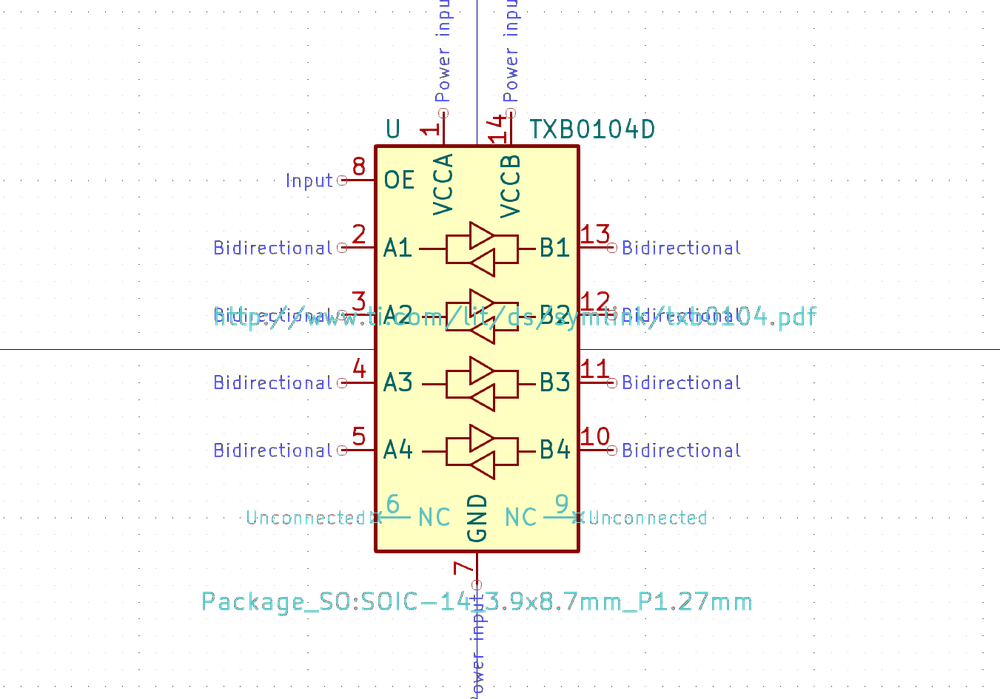 Power input
Power input
U
1
14
TXB0104D
Input
8
OE
VCCA
VCCB
Bidirectional
2
A1
B1
13
Bidirectional
Bidirectional
3
A2
B2
12
Bidirectional
http://www.ti.com/lit/ds/symlink/txb0104.pdf
Bidirectional
4
A3
B3
11
Bidirectional
Bidirectional
5
A4
B4
10
Bidirectional
Unconnected
6
NC
GND
NC
9
Unconnected
7
Package_SO:SOIC-14_3.9x8.7mm_P1.27mm
Power input